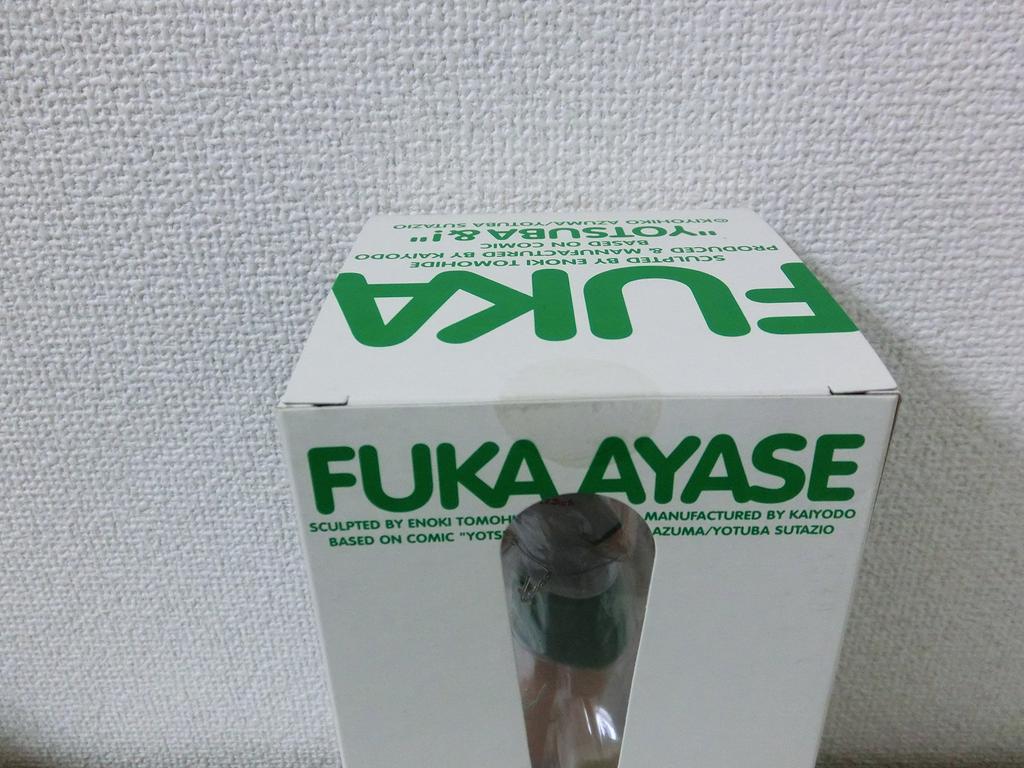 FUKA
SCULPTED BY ENOKI TOMOHIDE
PRODUCED & MANUFACTURED BY KAIYODO
BASED ON COMIC
"YOTSUBA &!"
©KIYOHIKO AZUMA/YOTUBA SUTAZIO
FUKA AYASE
SCULPTED BY ENOKI TOMOHI MANUFACTURED BY KAIYODO
BASED ON COMIC "YOTS AZUMA/YOTUBA SUTAZIO